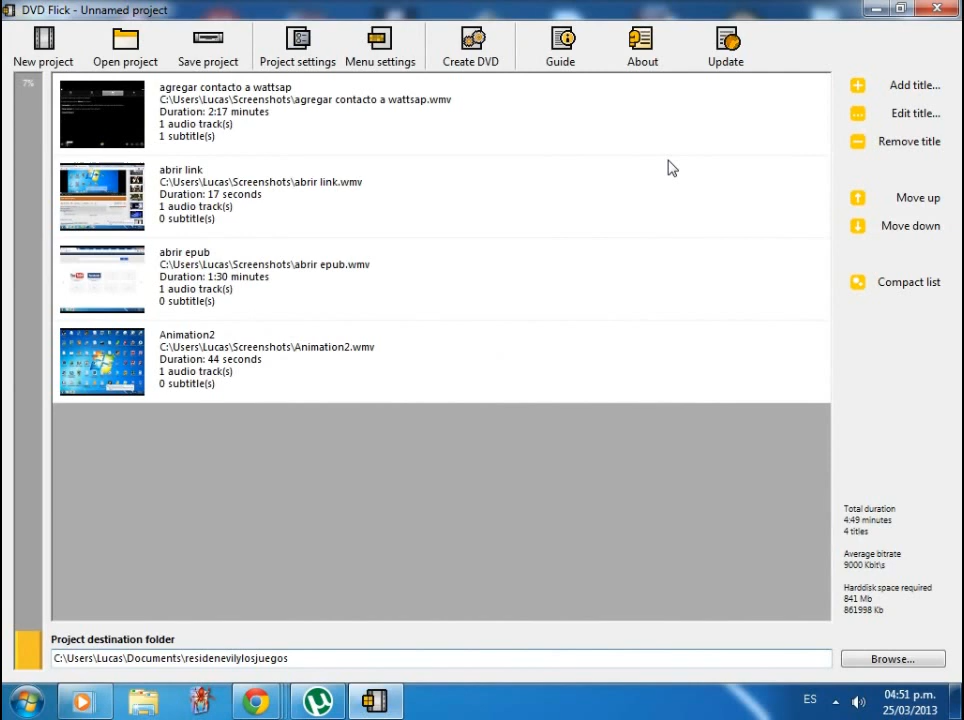 DVD Flick - Unnamed project
New project
Open project
Save project
Project settings
Menu settings
Create DVD
Guide
About
Update
7%
agregar contacto a wattsap
C:\Users\Lucas\Screenshots\agregar contacto a wattsap.wmv
Duration: 2:17 minutes
1 audio track(s)
1 subtitle(s)
abrir link
C:\Users\Lucas\Screenshots\abrir link.wmv
Duration: 17 seconds
1 audio track(s)
0 subtitle(s)
abrir epub
C:\Users\Lucas\Screenshots\abrir epub.wmv
Duration: 1:30 minutes
1 audio track(s)
0 subtitle(s)
Animation2
C:\Users\Lucas\Screenshots\Animation2.wmv
Duration: 44 seconds
1 audio track(s)
0 subtitle(s)
Add title...
Edit title...
Remove title
Move up
Move down
Compact list
Total duration
4:49 minutes
4 titles
Average bitrate
9000 Kbit\s
Harddisk space required
841 Mb
861998 Kb
Project destination folder
C:\Users\Lucas\Documents\residenevilylosjuegos
Browse...
ES
04:51 p.m.
25/03/2013